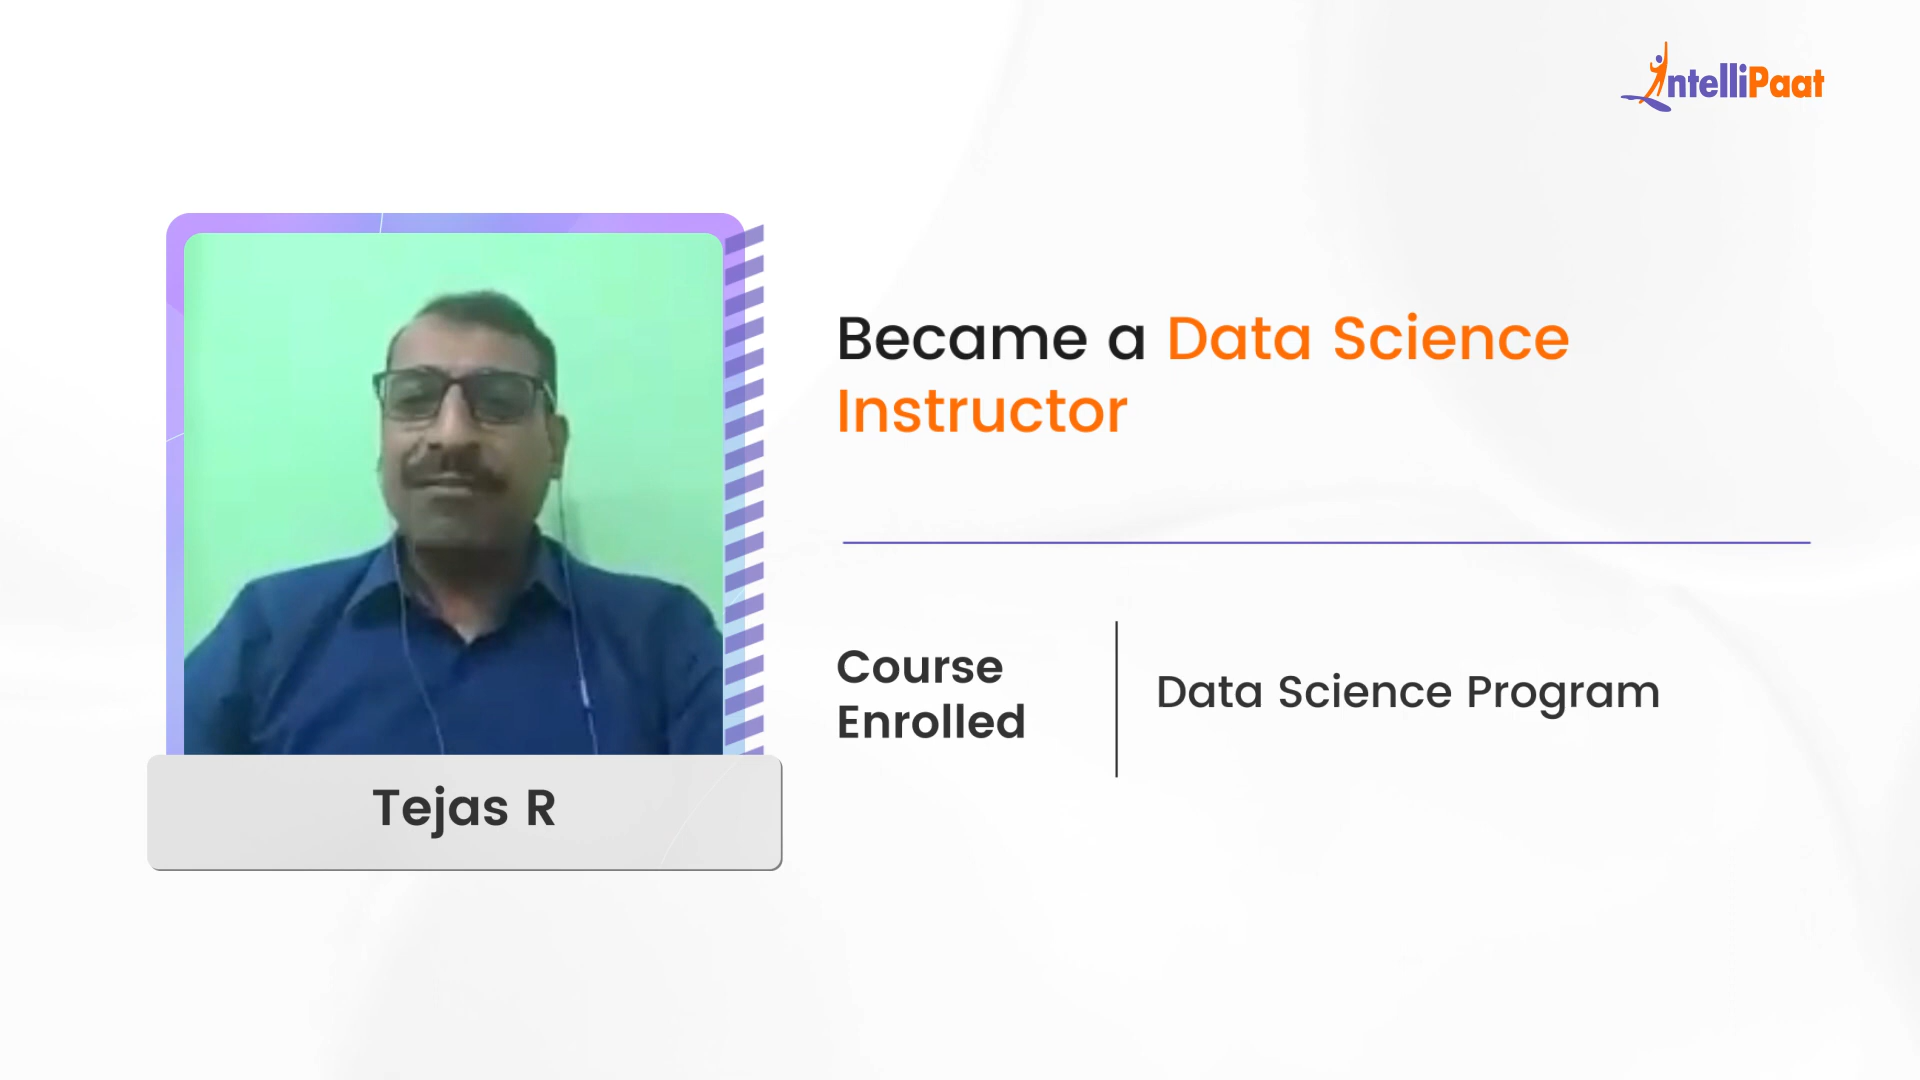 IntelliPaat
Became a Data Science
Instructor
Course
Enrolled
Data Science Program
Tejas R